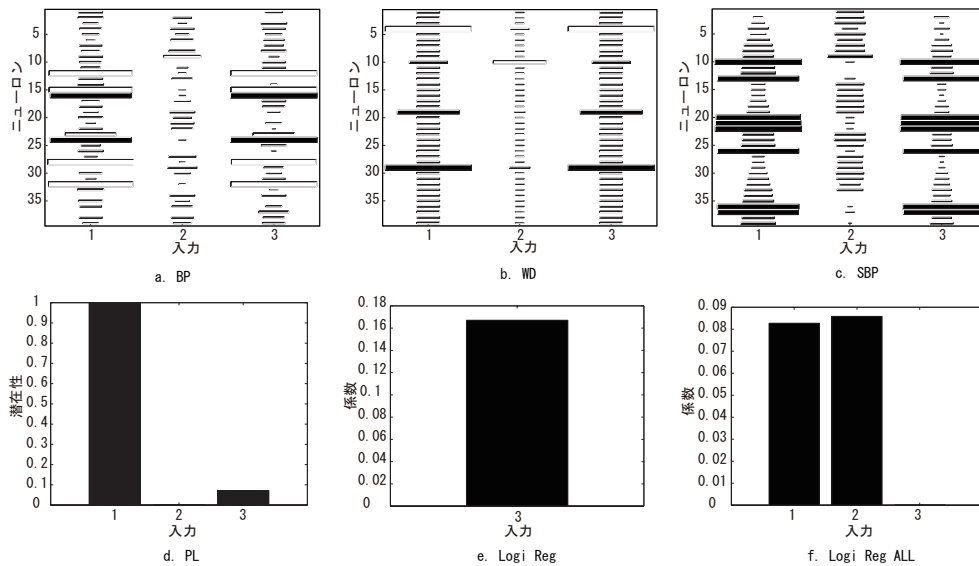 5
10
15
20
25
30
35
ニューロン
1 2 3
入力
a. BP
5
10
15
20
25
30
35
ニューロン
1 2 3
入力
b. WD
5
10
15
20
25
30
35
ニューロン
1 2 3
入力
c. SBP
1
0.9
0.8
0.7
0.6
0.5
0.4
0.3
0.2
0.1
0
潜在性
1 2 3
入力
d. PL
0.18
0.16
0.14
0.12
0.10
0.08
0.06
0.04
0.02
係数
3
入力
e. Logi Reg
0.09
0.08
0.07
0.06
0.05
0.04
0.03
0.02
0.01
0
係数
1 2 3
入力
f. Logi Reg ALL